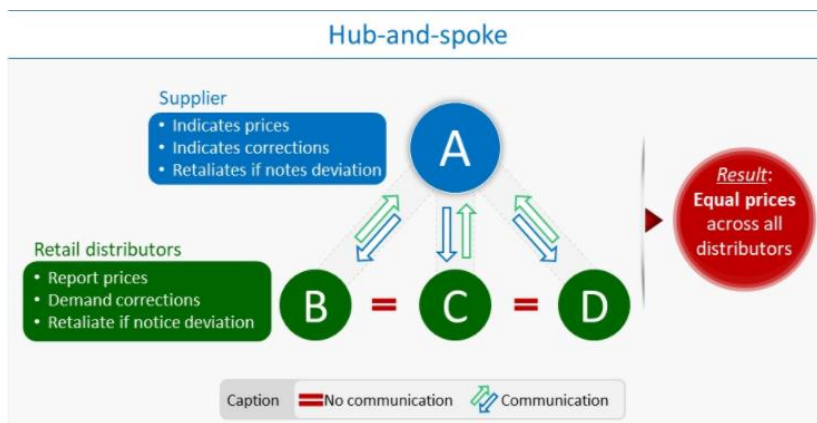 Hub-and-spoke
Supplier
• Indicates prices
• Indicates corrections
• Retaliates if notes deviation
A
Result:
Equal prices
across all
distributors
Retail distributors
• Report prices
• Demand corrections
• Retaliate if notice deviation
B = C = D
Caption
No communication
Communication